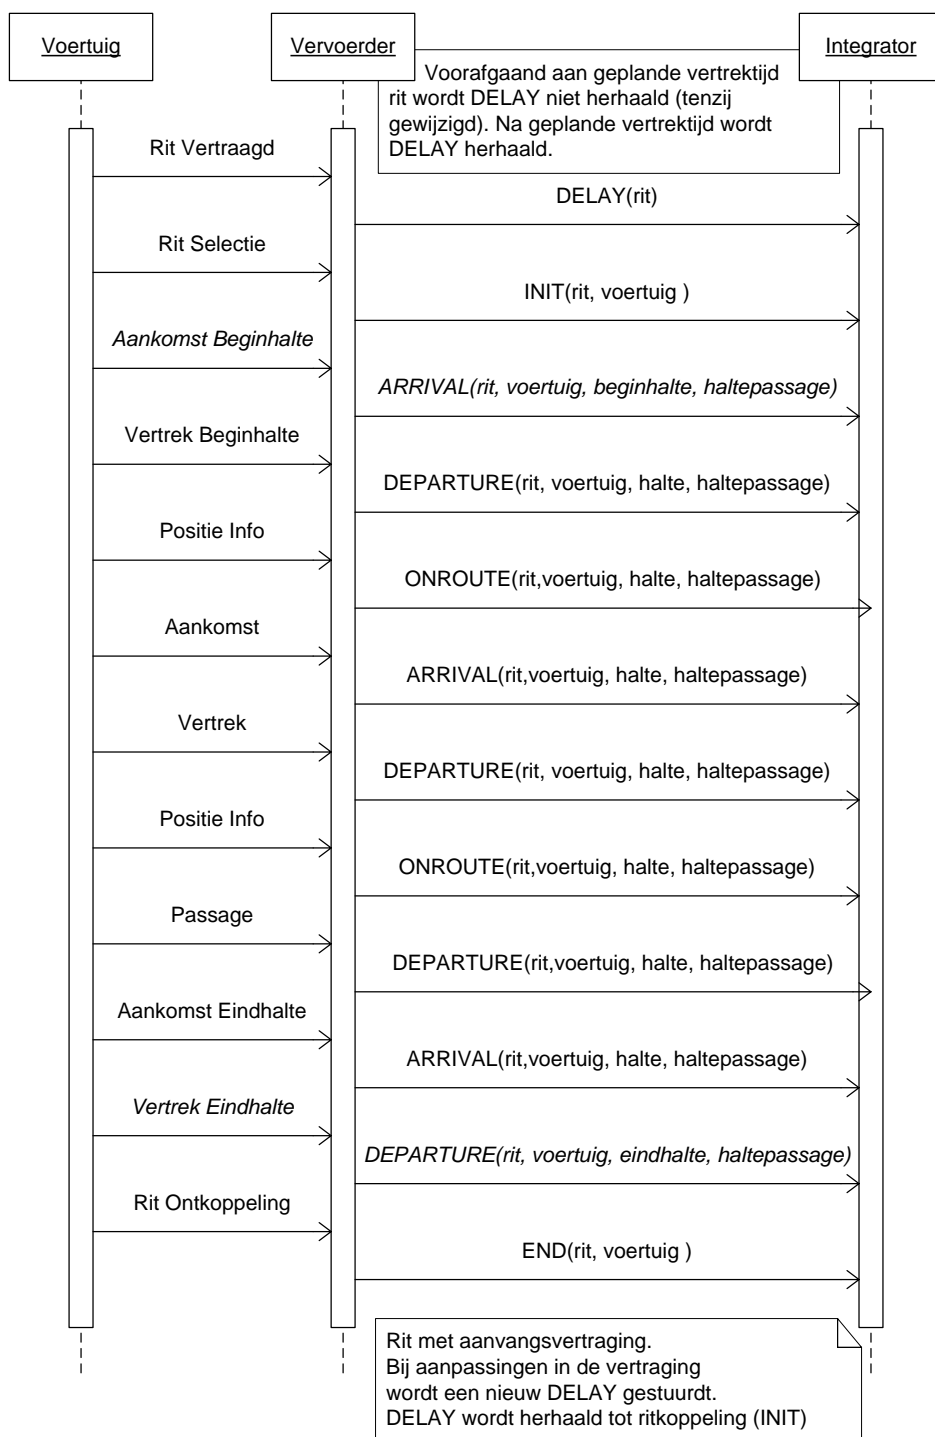 Voertuig
Vervoerder
Integrator
Voorafgaand aan geplande vertrektijd
rit wordt DELAY niet herhaald (tenzij
gewijzigd). Na geplande vertrektijd wordt
DELAY herhaald.
Rit Vertraagd
DELAY(rit)
Rit Selectie
INIT(rit, voertuig )
Aankomst Beginhalte
ARRIVAL(rit, voertuig, beginhalte, haltepassage)
Vertrek Beginhalte
DEPARTURE(rit, voertuig, halte, haltepassage)
Positie Info
ONROUTE(rit,voertuig, halte, haltepassage)
Aankomst
ARRIVAL(rit,voertuig, halte, haltepassage)
Vertrek
DEPARTURE(rit, voertuig, halte, haltepassage)
Positie Info
ONROUTE(rit,voertuig, halte, haltepassage)
Passage
DEPARTURE(rit,voertuig, halte, haltepassage)
Aankomst Eindhalte
ARRIVAL(rit,voertuig, halte, haltepassage)
Vertrek Eindhalte
DEPARTURE(rit, voertuig, eindhalte, haltepassage)
Rit Ontkoppeling
END(rit, voertuig )
Rit met aanvangsvertraging.
Bij aanpassingen in de vertraging
wordt een nieuw DELAY gestuurdt.
DELAY wordt herhaald tot ritkoppeling (INIT)